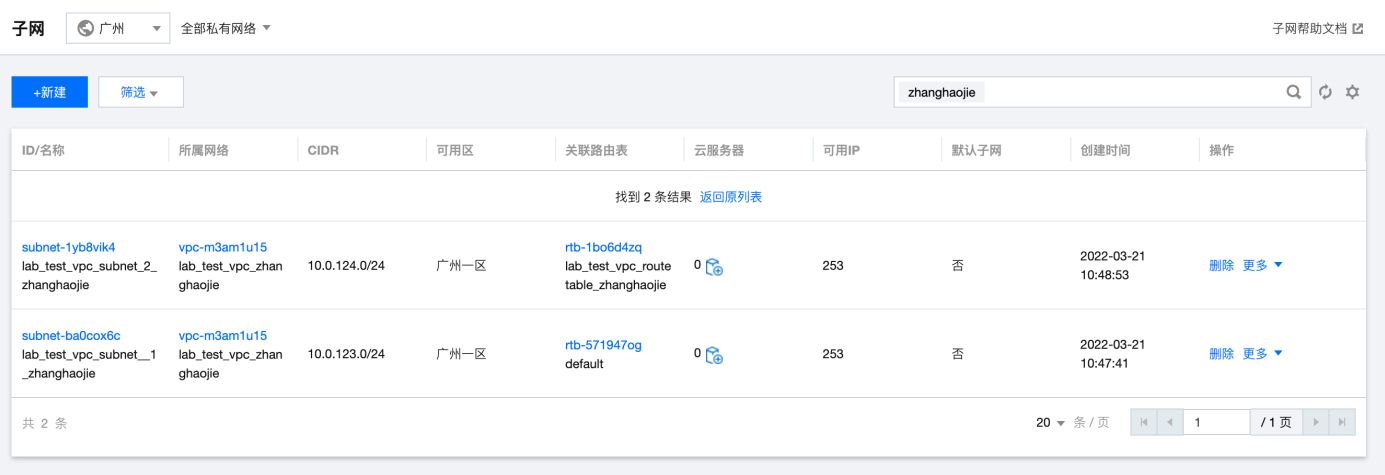 子网 广州 全部私有网络 子网帮助文档
+新建 筛选 zhanghaojie
ID/名称 所属网络 CIDR 可用区 关联路由表 云服务器 可用IP 默认子网 创建时间 操作
找到 2 条结果 返回原列表
subnet-1yb8vik4 vpc-m3am1u15 rtb-1bo6d4zq 2022-03-21
lab_test_vpc_subnet_2_ lab_test_vpc_zhan 10.0.124.0/24 广州一区 lab_test_vpc_route 0 253 否 10:48:53 删除 更多
zhanghaojie ghaojie table_zhanghaojie
subnet-ba0cox6c vpc-m3am1u15 rtb-571947og 2022-03-21
lab_test_vpc_subnet__1 lab_test_vpc_zhan 10.0.123.0/24 广州一区 default 0 253 否 10:47:41 删除 更多
_zhanghaojie ghaojie
共 2 条 20 条 / 页 1 / 1 页